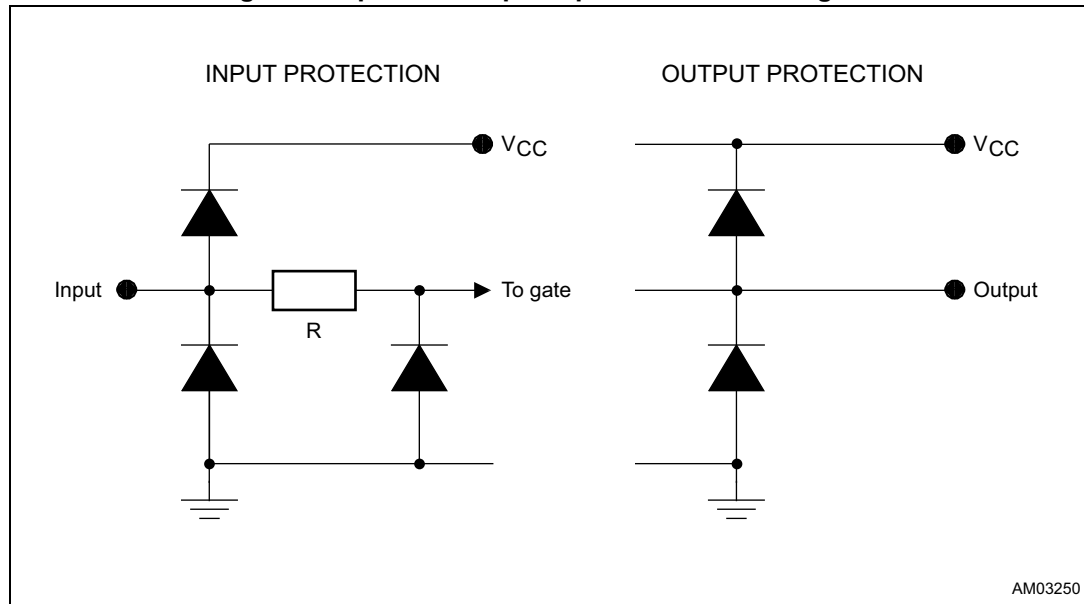 INPUT PROTECTION
OUTPUT PROTECTION
VCC
VCC
Input
R
To gate
Output
AM03250